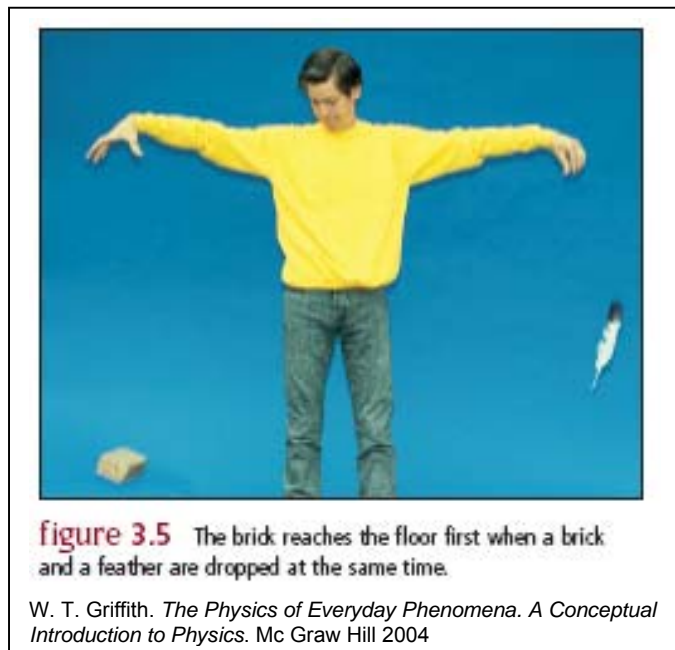 figure 3.5 The brick reaches the floor first when a brick
and a feather are dropped at the same time.
W. T. Griffith. The Physics of Everyday Phenomena. A Conceptual
Introduction to Physics. Mc Graw Hill 2004